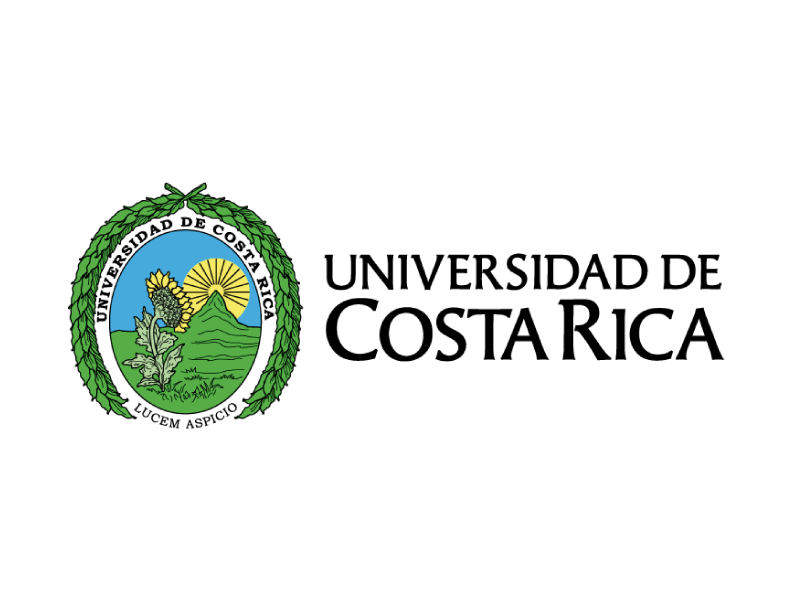 UNIVERSIDAD DE COSTA RICA
LUCEM ASPICIO
UNIVERSIDAD DE
COSTA RICA